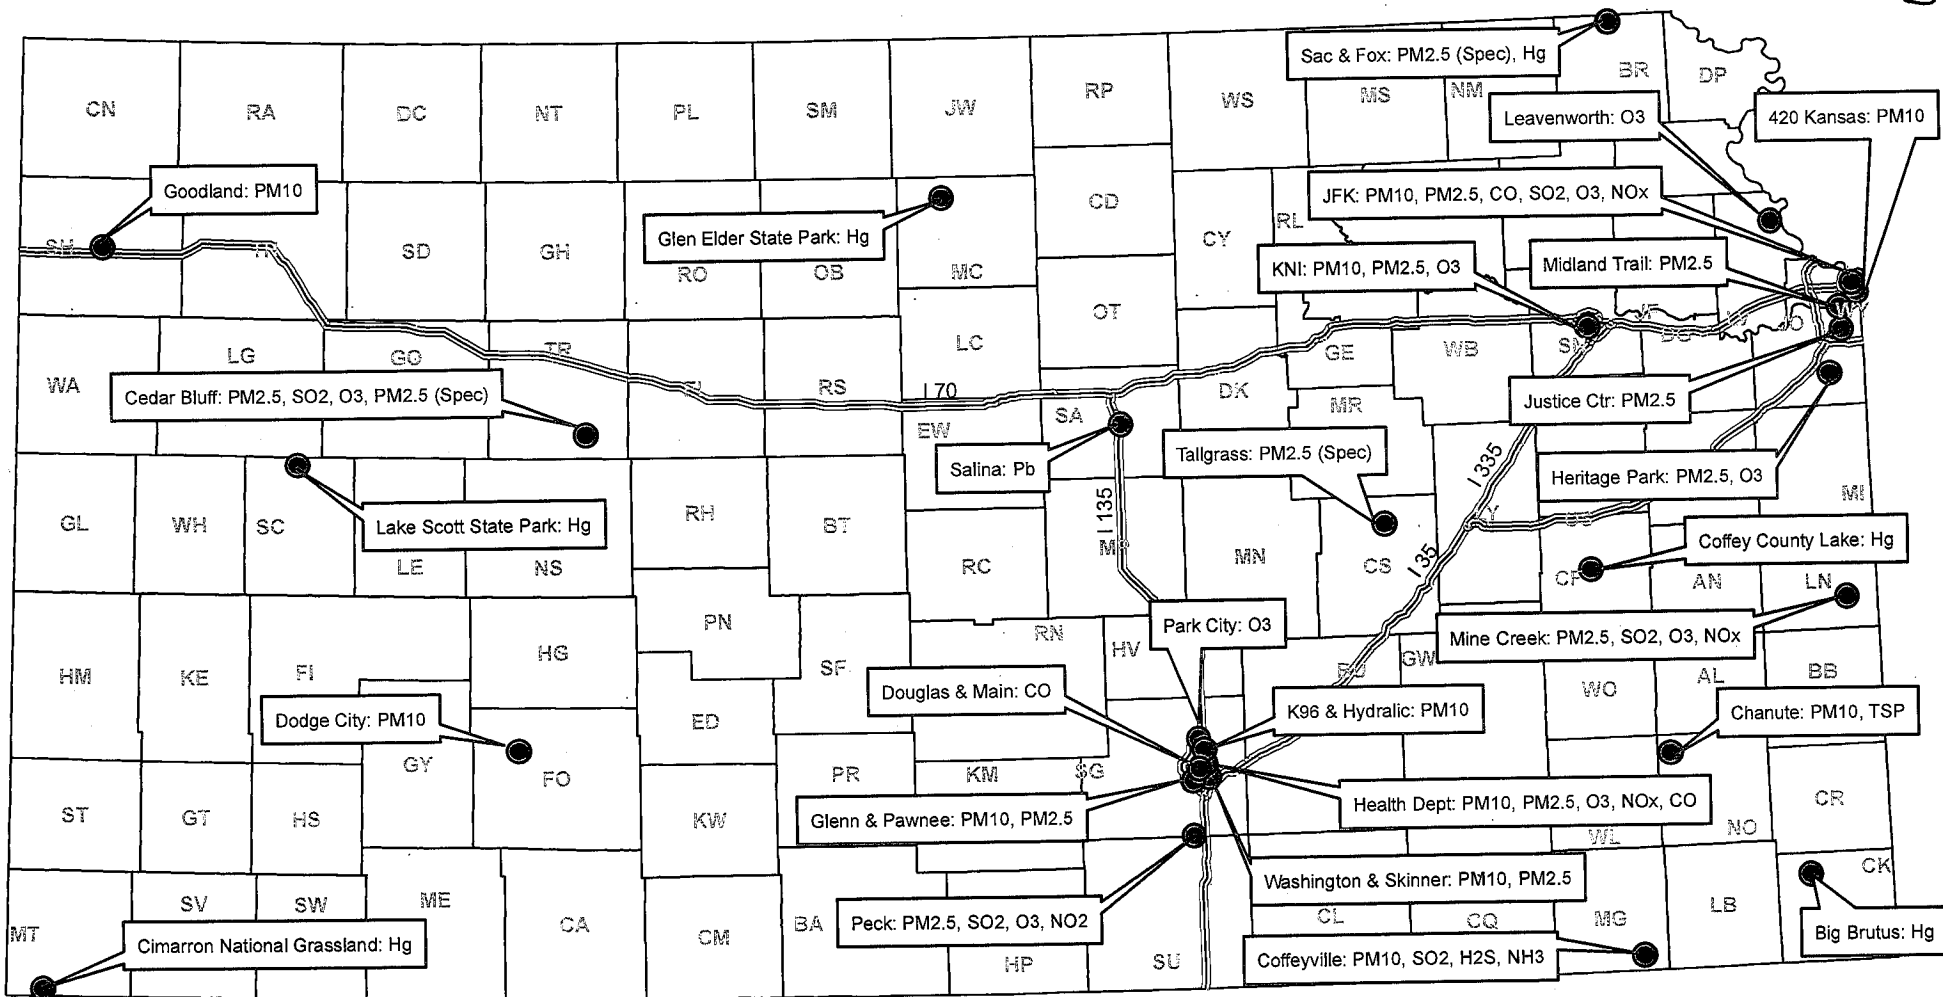 Sac & Fox: PM2.5 (Spec), Hg
BR
DP
CN
RA
DC
NT
PL
SM
JW
RP
WS
MS
NM
Leavenworth: O3
420 Kansas: PM10
Goodland: PM10
JFK: PM10, PM2.5, CO, SO2, O3, NOx
Glen Elder State Park: Hg
CD
RL
CY
SH
SD
GH
RO
OB
MC
KNI: PM10, PM2.5, O3
Midland Trail: PM2.5
OT
W
JO
JF
DG
LG
GO
TR
LC
GE
WB
SN
WA
Cedar Bluff: PM2.5, SO2, O3, PM2.5 (Spec)
RS
I 70
DK
MR
Justice Ctr: PM2.5
EW
SA
Salina: Pb
Tallgrass: PM2.5 (Spec)
I 335
Heritage Park: PM2.5, O3
MI
GL
WH
SC
Lake Scott State Park: Hg
RH
BT
I 135
LE
NS
RC
M
MN
CS
I 35
Coffey County Lake: Hg
CF
AN
LN
HM
KE
FI
HG
PN
SF
RN
HV
Park City: O3
Mine Creek: PM2.5, SO2, O3, NOx
GW
WO
AL
BB
Dodge City: PM10
ED
Douglas & Main: CO
K96 & Hydralic: PM10
Chanute: PM10, TSP
GY
FO
PR
KM
SG
ST
GT
HS
KW
Glenn & Pawnee: PM10, PM2.5
Health Dept: PM10, PM2.5, O3, NOx, CO
WL
NO
CR
MT
SV
SW
ME
CA
CM
BA
Peck: PM2.5, SO2, O3, NO2
Washington & Skinner: PM10, PM2.5
CL
CQ
MG
LB
CK
Cimarron National Grassland: Hg
HP
SU
Coffeyville: PM10, SO2, H2S, NH3
Big Brutus: Hg